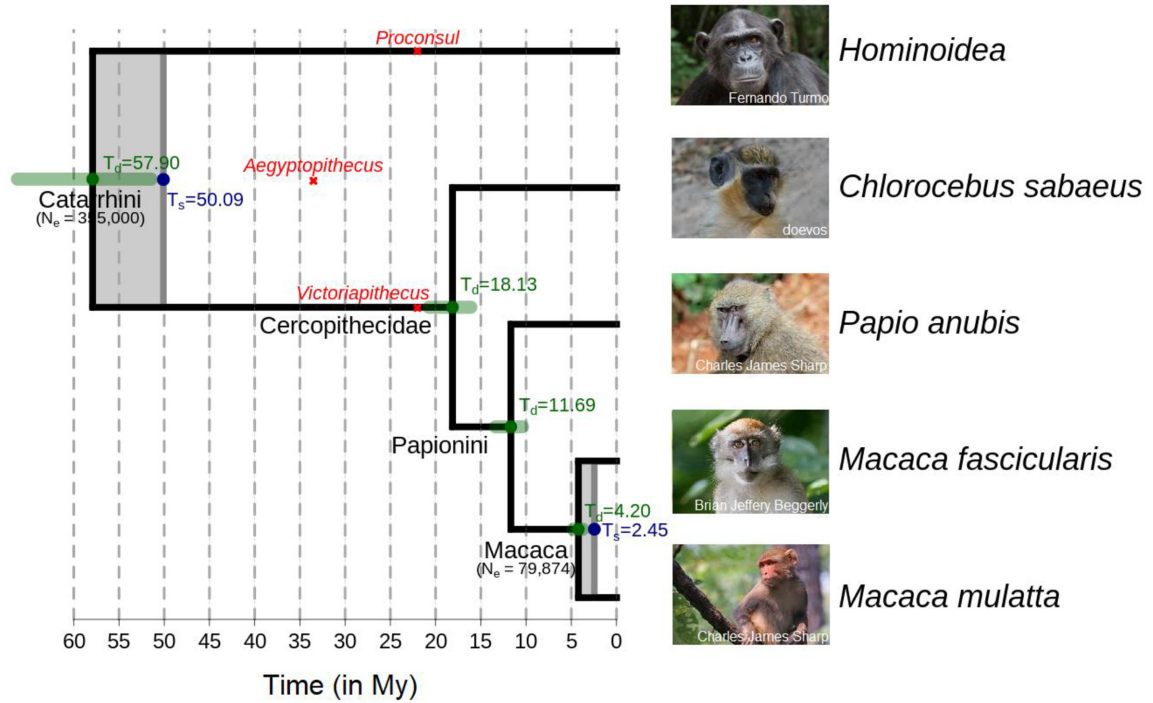 Proconsul
Hominoidea
Fernando Turmo
Td=57.90
Aegyptopithecus
Catarrhini
Ts=50.09
(Ne = 355,000)
Chlorocebus sabaeus
doevos
Td=18.13
Victoriapithecus
Cercopithecidae
Papio anubis
Charles James Sharp
Td=11.69
Papionini
Macaca fascicularis
Brian Jeffery Beggerly
Td=4.20
Ts=2.45
Macaca
(Ne = 79,874)
Macaca mulatta
Charles James Sharp
60 55 50 45 40 35 30 25 20 15 10 5 0
Time (in My)